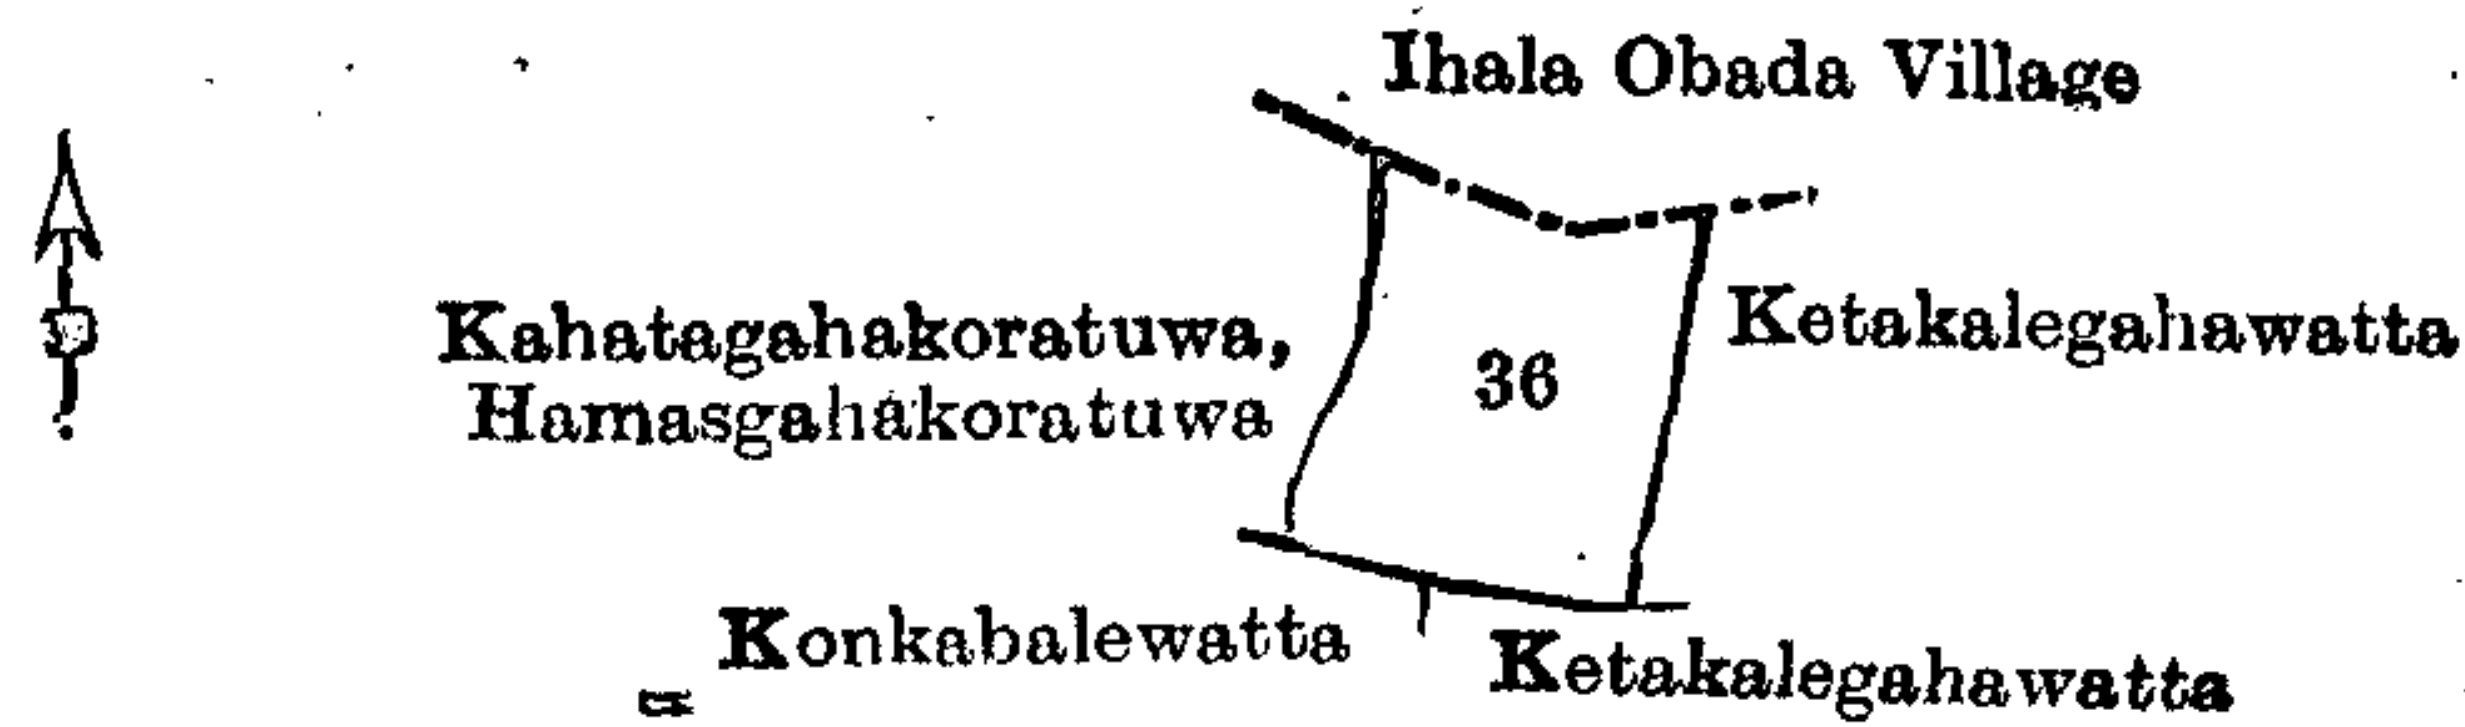 Ihala Obada Village
Kahatagahakoratuwa,
Hamasgahakoratuwa
36
Ketakalegahawatta
Konkabalewatta
Ketakalegahawatta